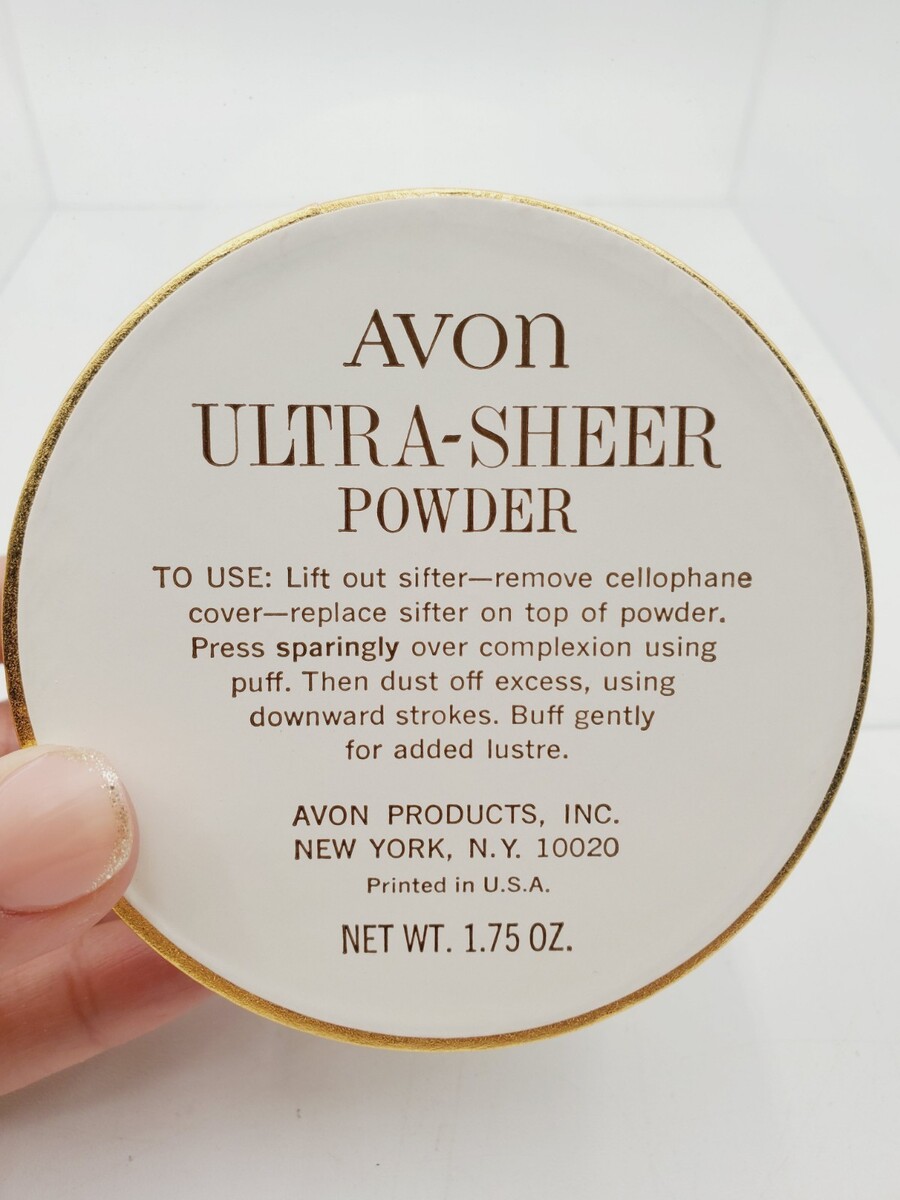 AVON
ULTRA-SHEER
POWDER
TO USE: Lift out sifter—remove cellophane
cover—replace sifter on top of powder.
Press sparingly over complexion using
puff. Then dust off excess, using
downward strokes. Buff gently
for added lustre.
AVON PRODUCTS, INC.
NEW YORK, N.Y. 10020
Printed in U.S.A.
NET WT. 1.75 OZ.